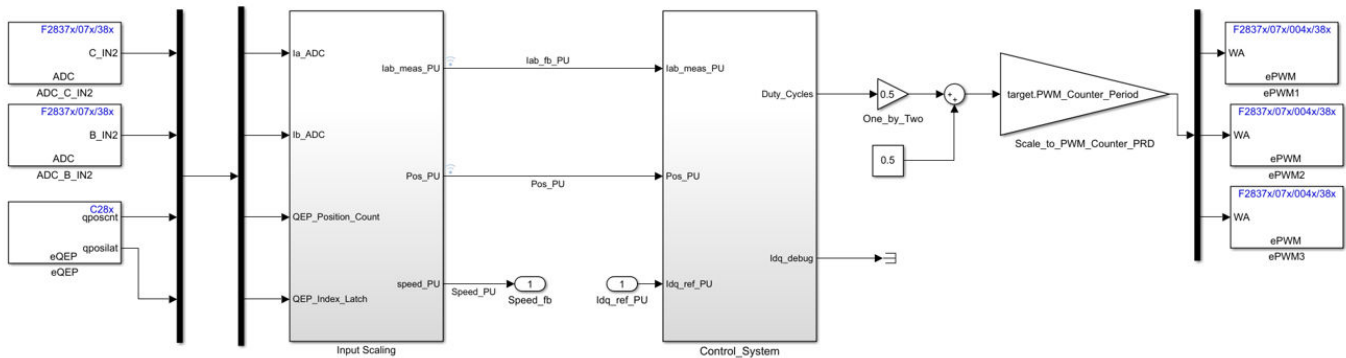 F2837x/07x/38x
C_IN2
ADC
ADC_C_IN2
F2837x/07x/38x
B_IN2
ADC
ADC_B_IN2
C28x
qposcnt
qposilat
eQEP
eQEP
Ia_ADC
Ib_ADC
QEP_Position_Count
QEP_Index_Latch
Iab_meas_PU
Pos_PU
speed_PU
Input Scaling
Iab_fb_PU
Pos_PU
Speed_PU
1
Speed_fb
1
Idq_ref_PU
Iab_meas_PU
Pos_PU
Idq_ref_PU
Duty_Cycles
Idq_debug
Control_System
0.5
One_by_Two
0.5
target.PWM_Counter_Period
Scale_to_PWM_Counter_PRD
F2837x/07x/004x/38x
WA
ePWM
ePWM1
F2837x/07x/004x/38x
WA
ePWM
ePWM2
F2837x/07x/004x/38x
WA
ePWM
ePWM3